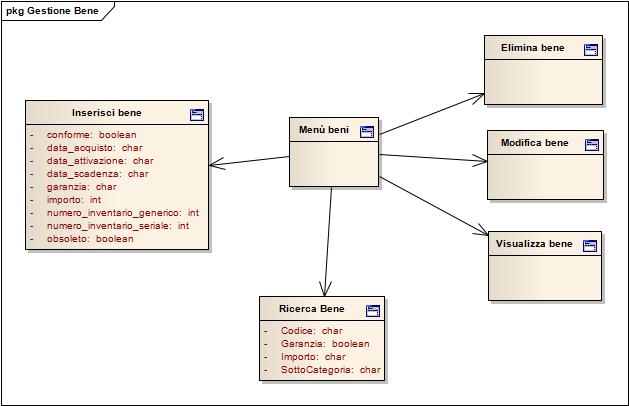 pkg Gestione Bene
Elimina bene
Inserisci bene
- conforme: boolean
- data_acquisto: char
- data_attivazione: char
- data_scadenza: char
- garanzia: char
- importo: int
- numero_inventario_generico: int
- numero_inventario_seriale: int
- obsoleto: boolean
Menù beni
Modifica bene
Visualizza bene
Ricerca Bene
- Codice: char
- Garanzia: boolean
- Importo: char
- SottoCategoria: char